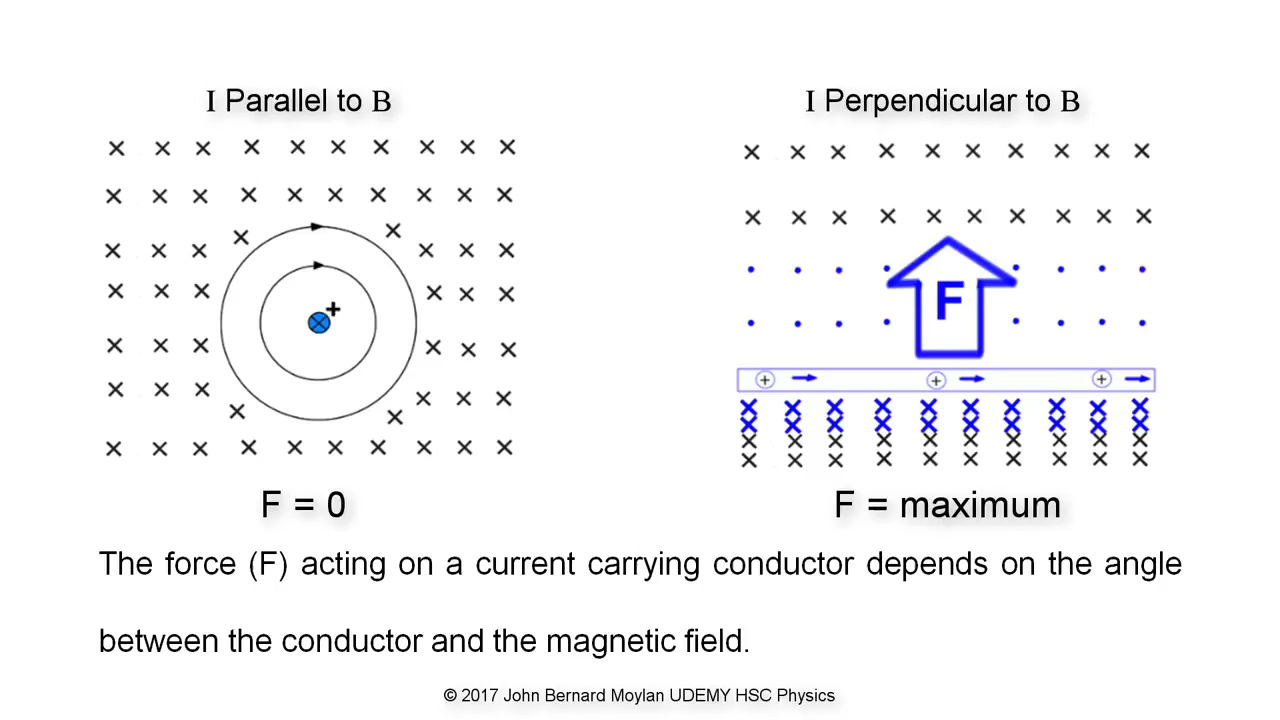 I Parallel to B
I Perpendicular to B
F
F = 0
F = maximum
The force (F) acting on a current carrying conductor depends on the angle
between the conductor and the magnetic field.
© 2017 John Bernard Moylan UDEMY HSC Physics